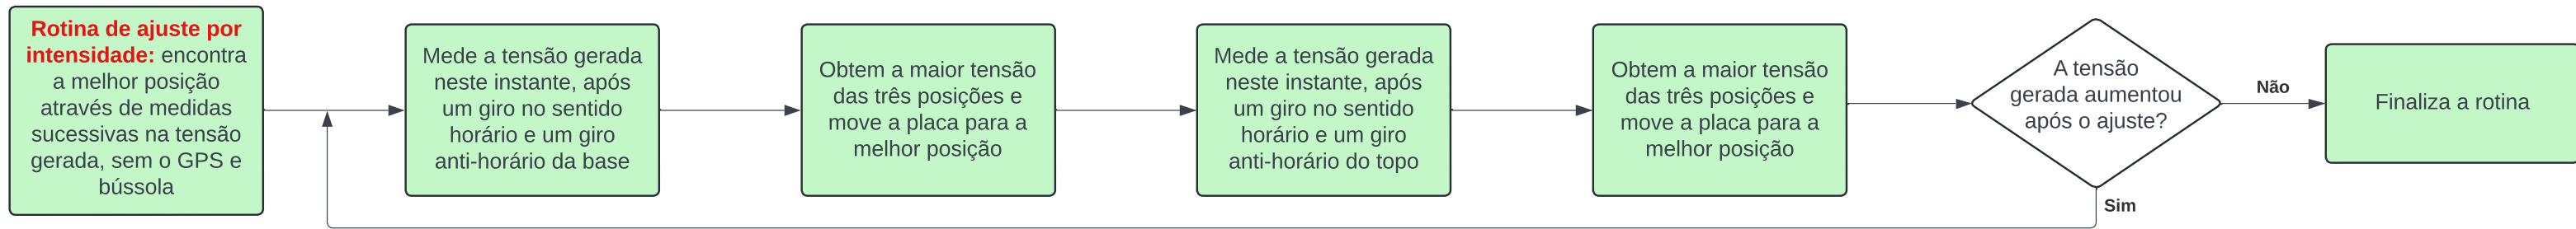 Rotina de ajuste por
intensidade: encontra
a melhor posição
através de medidas
sucessivas na tensão
gerada, sem o GPS e
bússola
Mede a tensão gerada
neste instante, após
um giro no sentido
horário e um giro
anti-horário da base
Obtem a maior tensão
das três posições e
move a placa para a
melhor posição
Mede a tensão gerada
neste instante, após
um giro no sentido
horário e um giro
anti-horário do topo
Obtem a maior tensão
das três posições e
move a placa para a
melhor posição
A tensão
gerada aumentou
após o ajuste?
Não
Sim
Finaliza a rotina